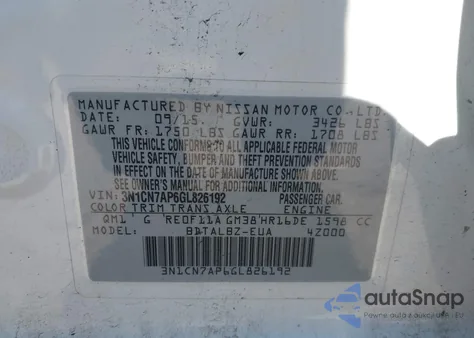 MANUFACTURED BY NISSAN MOTOR CO., LTD.
DATE: 09/15. GVWR: 3426 LBS
GAWR FR: 1750 LBS GAWR RR: 1708 LBS
THIS VEHICLE CONFORMS TO ALL APPLICABLE FEDERAL MOTOR
VEHICLE SAFETY, BUMPER AND THEFT PREVENTION STANDARDS
IN EFFECT ON THE DATE OF MANUFACTURE SHOWN ABOVE.
SEE OWNER'S MANUAL FOR ADDITIONAL INFORMATION.
VIN: 3N1CN7AP6GL826192 PASSENGER CAR.
COLOR TRIM TRANS AXLE ENGINE
QM1 G RE0F11A GM38 HR16DE 1598 CC
MODEL: BDTALBZ-EUA 4Z000
3N1CN7AP6GL826192
autoSnap